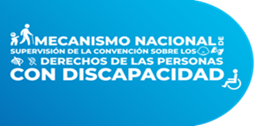 MECANISMO NACIONAL DE
SUPERVISIÓN DE LA CONVENCIÓN SOBRE LOS
DERECHOS DE LAS PERSONAS
CON DISCAPACIDAD